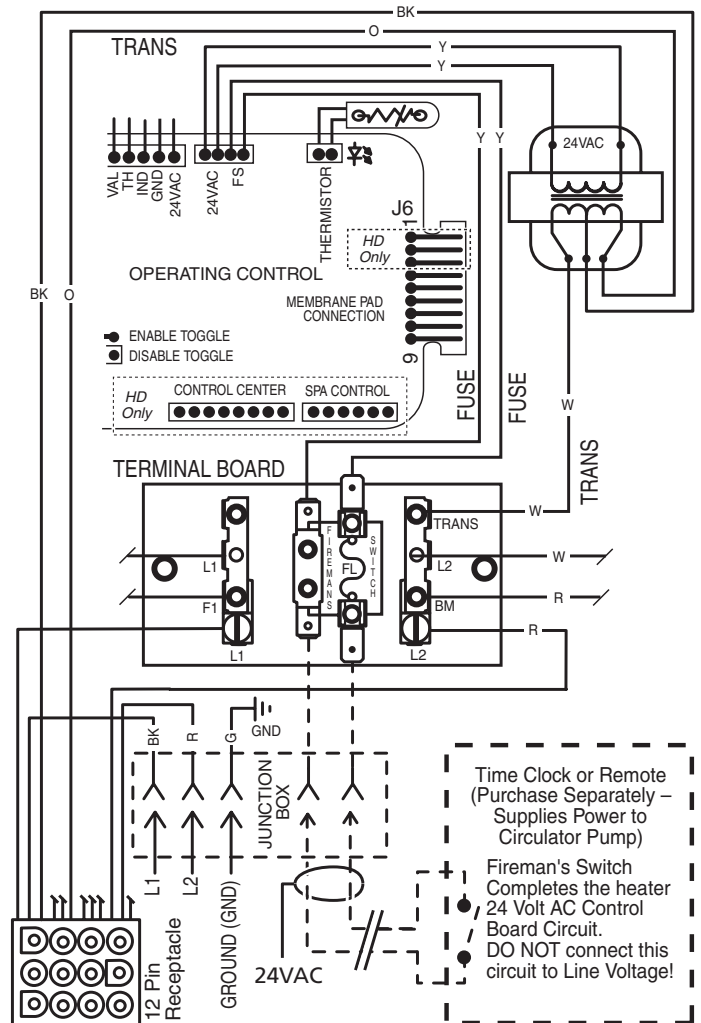 BK
O
TRANS
Y
Y
Y Y
24VAC
VAL
TH
IND
GND
24VAC
24VAC
FS
THERMISTOR
J6
1
HD
Only
OPERATING CONTROL
MEMBRANE PAD
CONNECTION
BK O
ENABLE TOGGLE
DISABLE TOGGLE
9
HD
Only
CONTROL CENTER
SPA CONTROL
FUSE
FUSE
W
TRANS
TERMINAL BOARD
TRANS
W
FIREMANS
SWITCH
FL
L1
L2
W
F1
BM
R
L1
L2
R
BK
R
G
GND
JUNCTION
BOX
L1
L2
GROUND (GND)
24VAC
12 Pin
Receptacle
Time Clock or Remote
(Purchase Separately –
Supplies Power to
Circulator Pump)
Fireman's Switch
Completes the heater
24 Volt AC Control
Board Circuit.
DO NOT connect this
circuit to Line Voltage!